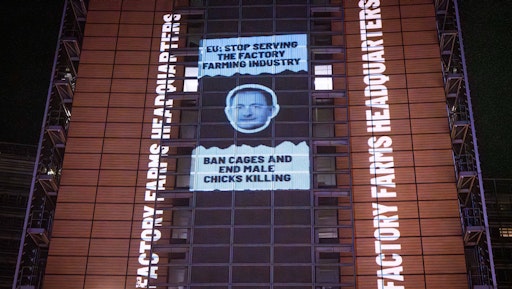 FACTORY FARMS HEADQUARTERS
EU: STOP SERVING
THE FACTORY
FARMING INDUSTRY
BAN CAGES AND
END MALE
CHICKS KILLING
FACTORY FARMS HEADQUARTERS